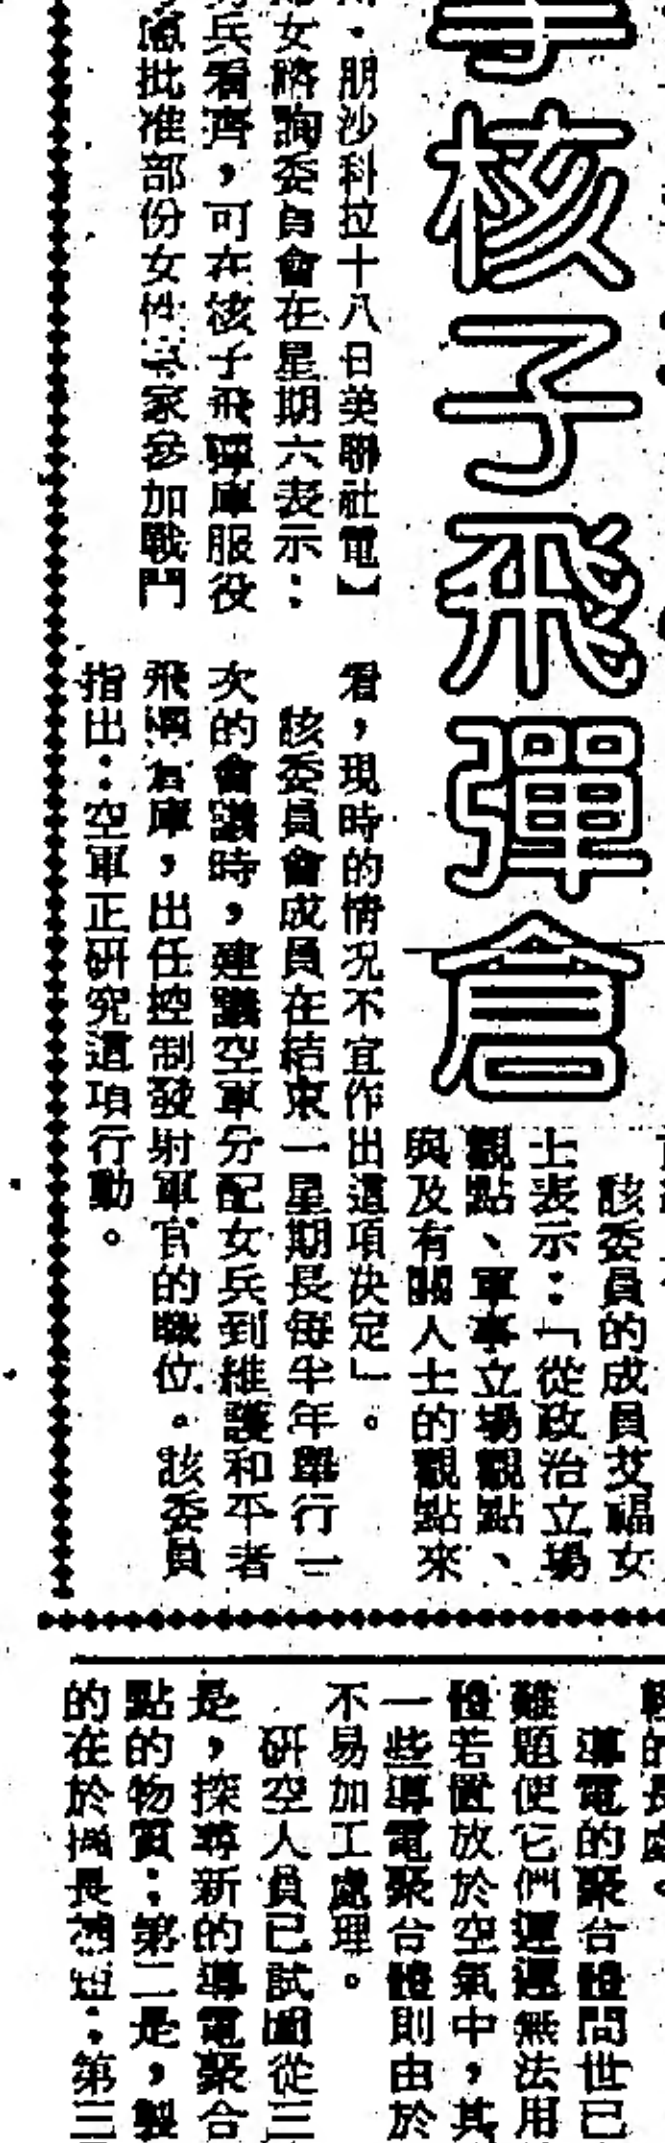 核子飛彈倉
朋沙科拉十八日美聯社電】
女將詢委員會在星期六表示：
兵看齊，可在核子飛彈庫服役
批准部份女性 家參加戰鬥
該委員的成員艾福女
士表示：「從政治立場
觀點、軍事立場觀點、
與及有關人士的觀點來
看，現時的情况不宜作出這項決定」。
該委員會成員在結束一星期長每半年舉行一
次的會議時，建議空軍分配女兵到維護和平者
飛彈倉庫，出任控制發射軍官的職位。該委員
指出：空軍正研究這項行動。
的長處。
導電的聚合體問世已
難題使它們遲遲無法用
體若置放於空氣中，其
一些導電聚合體則由於
不易加工處理。
研空人員已試圖從三
是，探尋新的導電聚合
點的物質；第二是，製
的在於 長 短；第三